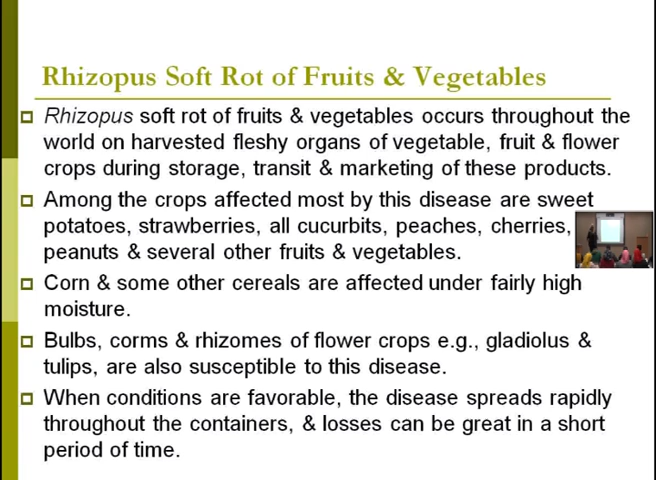 Rhizopus Soft Rot of Fruits & Vegetables
Rhizopus soft rot of fruits & vegetables occurs throughout the
world on harvested fleshy organs of vegetable, fruit & flower
crops during storage, transit & marketing of these products.
Among the crops affected most by this disease are sweet
potatoes, strawberries, all cucurbits, peaches, cherries,
peanuts & several other fruits & vegetables.
Corn & some other cereals are affected under fairly high
moisture.
Bulbs, corms & rhizomes of flower crops e.g., gladiolus &
tulips, are also susceptible to this disease.
When conditions are favorable, the disease spreads rapidly
throughout the containers, & losses can be great in a short
period of time.